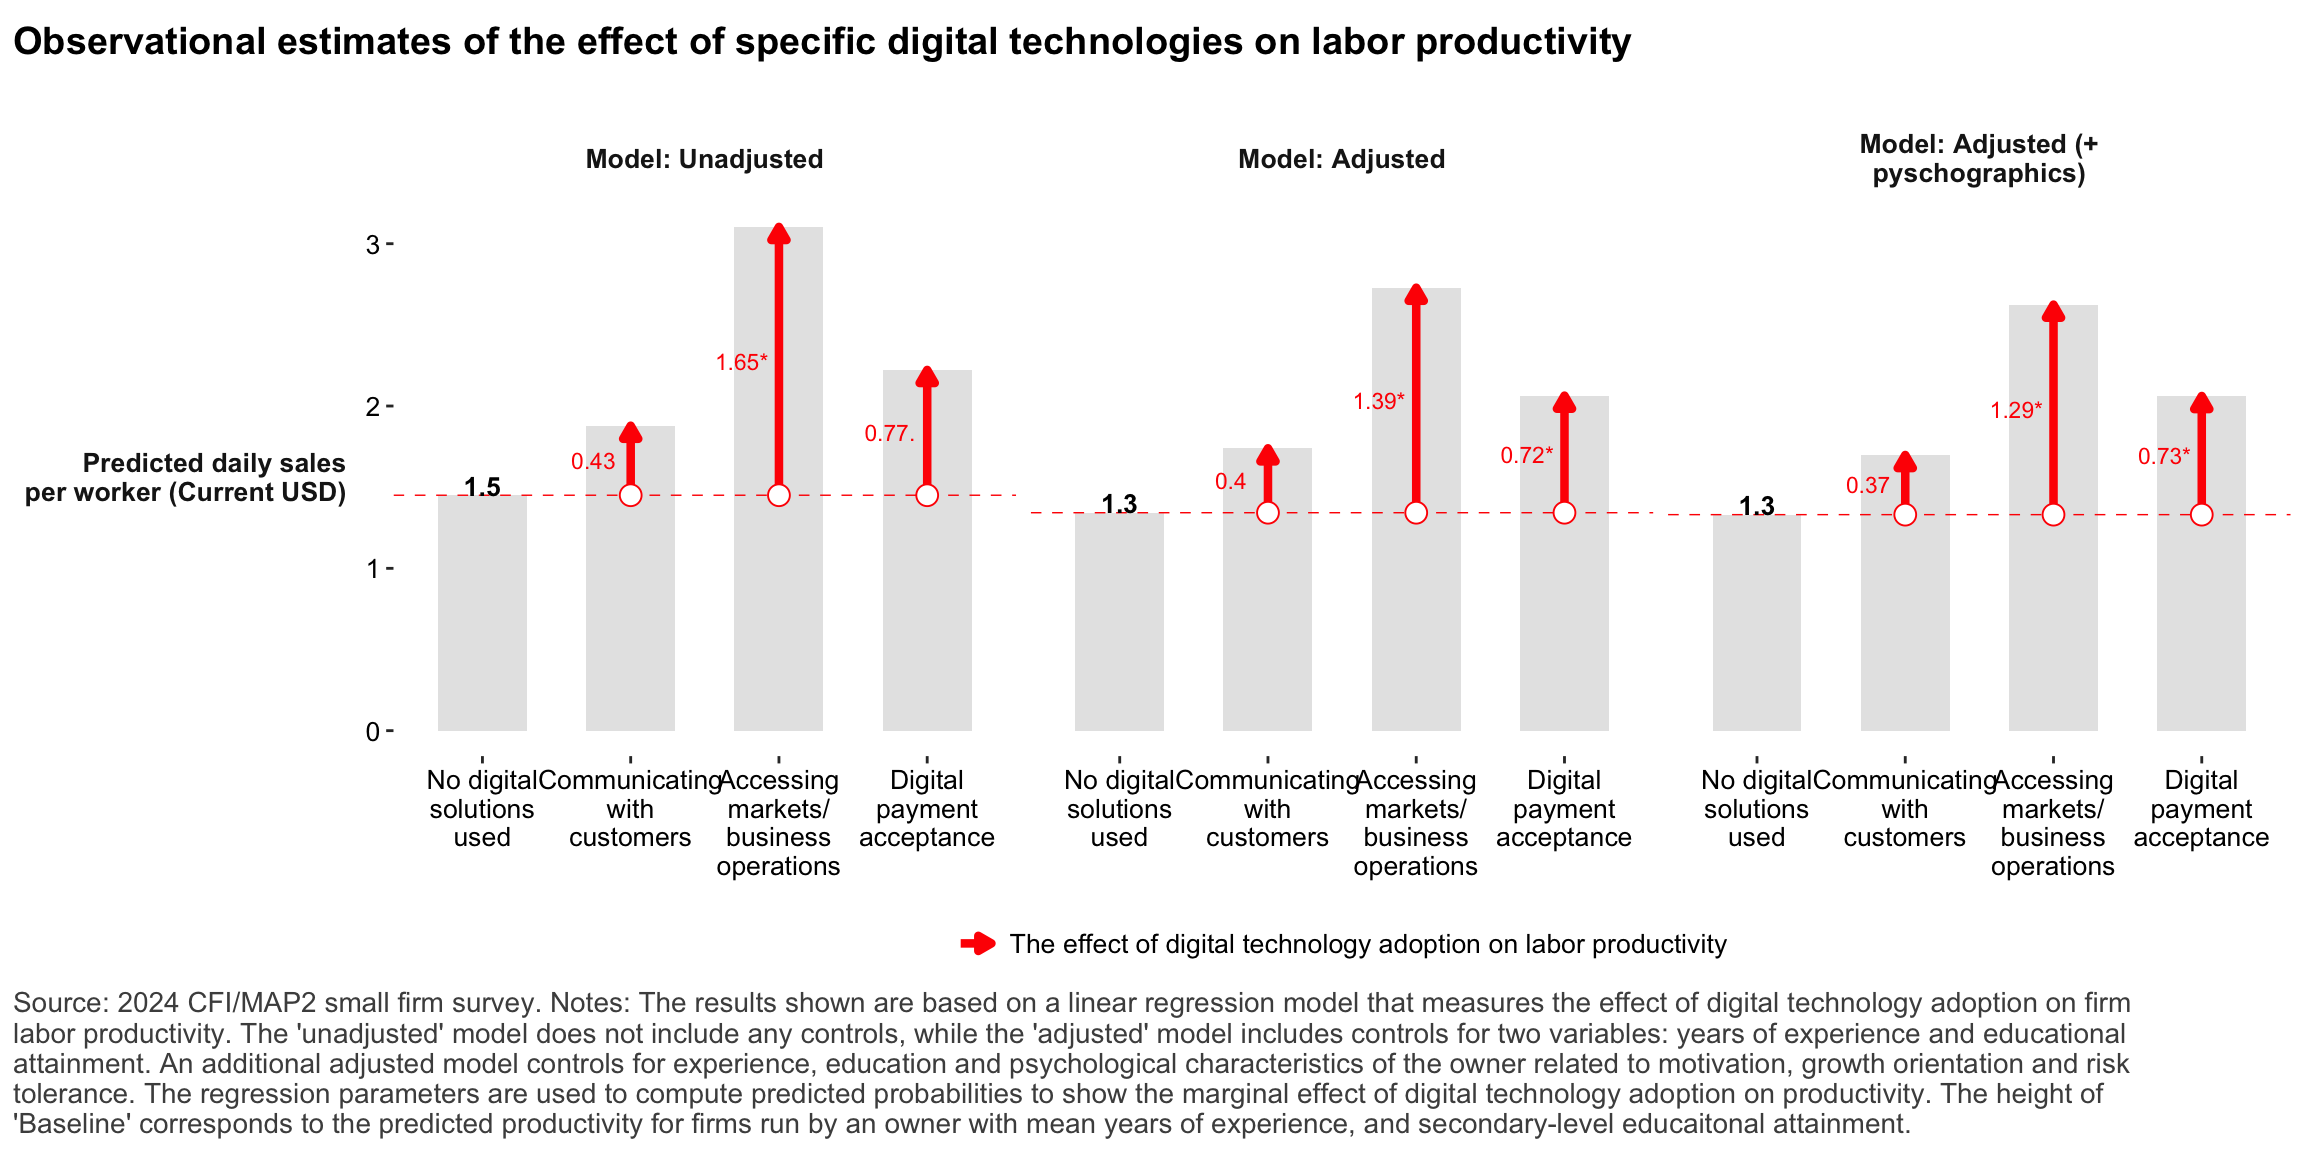 Observational estimates of the effect of specific digital technologies on labor productivity
Model: Unadjusted
Model: Adjusted
Model: Adjusted (+
pyschographics)
Predicted daily sales
per worker (Current USD)
3
2
1
0
1.5
0.43
1.65*
0.77.
1.3
0.4
1.39*
0.72*
1.3
0.37
1.29*
0.73*
No digital
solutions
used
Communicating
with
customers
Accessing
markets/
business
operations
Digital
payment
acceptance
No digital
solutions
used
Communicating
with
customers
Accessing
markets/
business
operations
Digital
payment
acceptance
No digital
solutions
used
Communicating
with
customers
Accessing
markets/
business
operations
Digital
payment
acceptance
The effect of digital technology adoption on labor productivity
Source: 2024 CFI/MAP2 small firm survey. Notes: The results shown are based on a linear regression model that measures the effect of digital technology adoption on firm
labor productivity. The 'unadjusted' model does not include any controls, while the 'adjusted' model includes controls for two variables: years of experience and educational
attainment. An additional adjusted model controls for experience, education and psychological characteristics of the owner related to motivation, growth orientation and risk
tolerance. The regression parameters are used to compute predicted probabilities to show the marginal effect of digital technology adoption on productivity. The height of
'Baseline' corresponds to the predicted productivity for firms run by an owner with mean years of experience, and secondary-level educaitonal attainment.